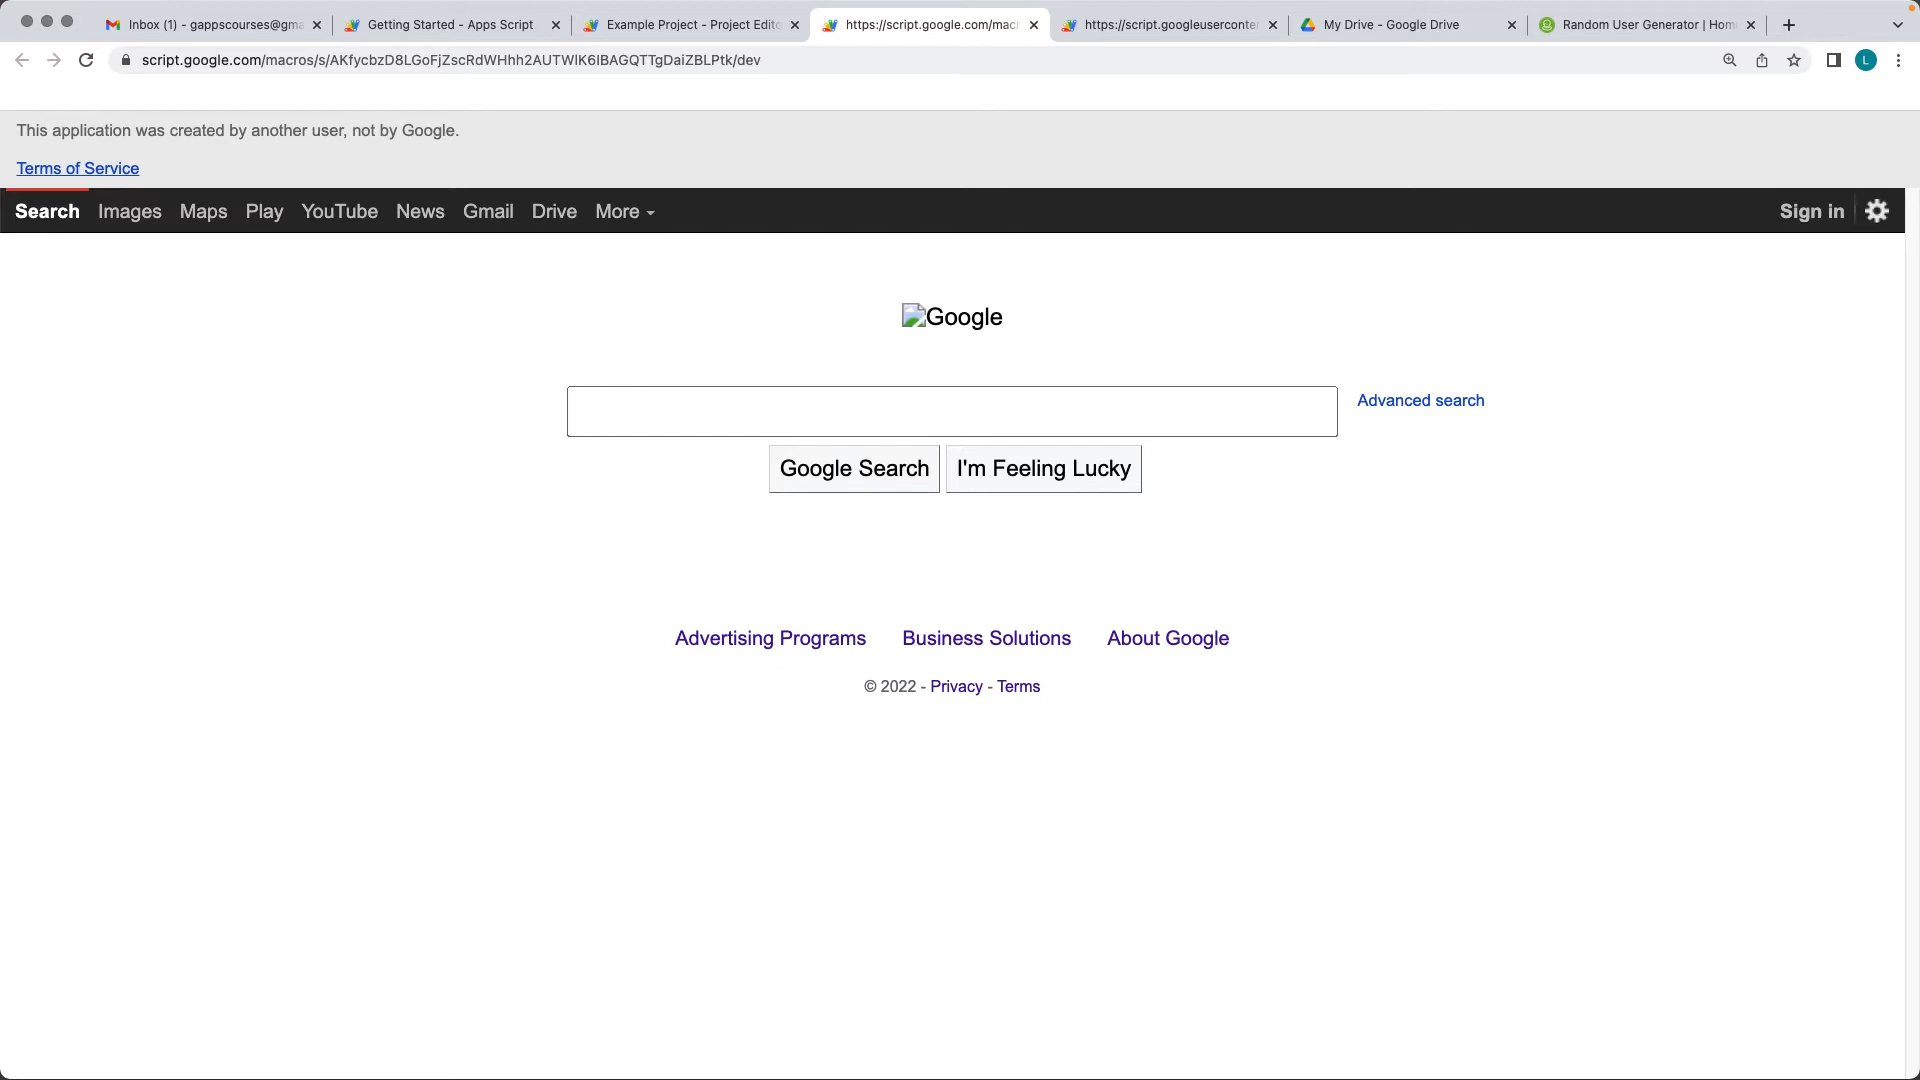 Inbox (1) - gappscourses@gma
Getting Started - Apps Script
Example Project - Project Edito
https://script.google.com/macr
https://script.googleuserconter
My Drive - Google Drive
Random User Generator | Hom
script.google.com/macros/s/AKfycbzD8LGoFjZscRdWHhh2AUTWlK6IBAGQTTgDaiZBLPtk/dev
L
This application was created by another user, not by Google.
Terms of Service
Search Images Maps Play YouTube News Gmail Drive More
Sign in
Google
Advanced search
Google Search
I'm Feeling Lucky
Advertising Programs Business Solutions About Google
© 2022 - Privacy - Terms